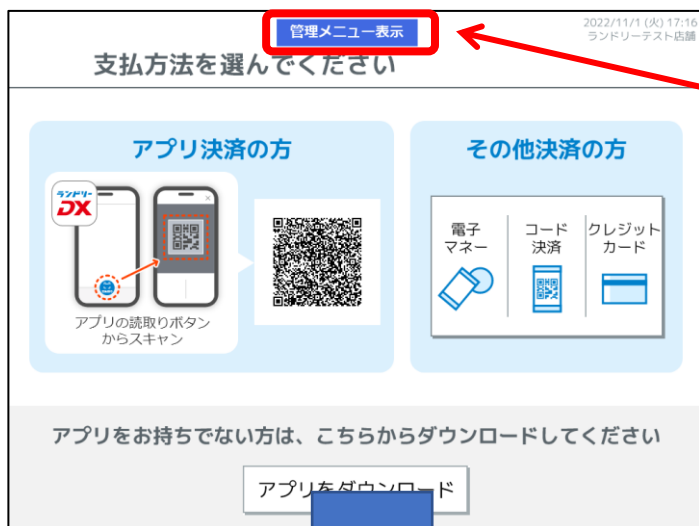 管理メニュー表示
2022/11/1 (火) 17:16
ランドリーテスト店舗
支払方法を選んでください
アプリ決済の方
ランドリー
DX
アプリの読取りボタン
からスキャン
その他決済の方
電子
マネー
コード
決済
クレジット
カード
アプリをお持ちでない方は、こちらからダウンロードしてください
アプリをダウンロード